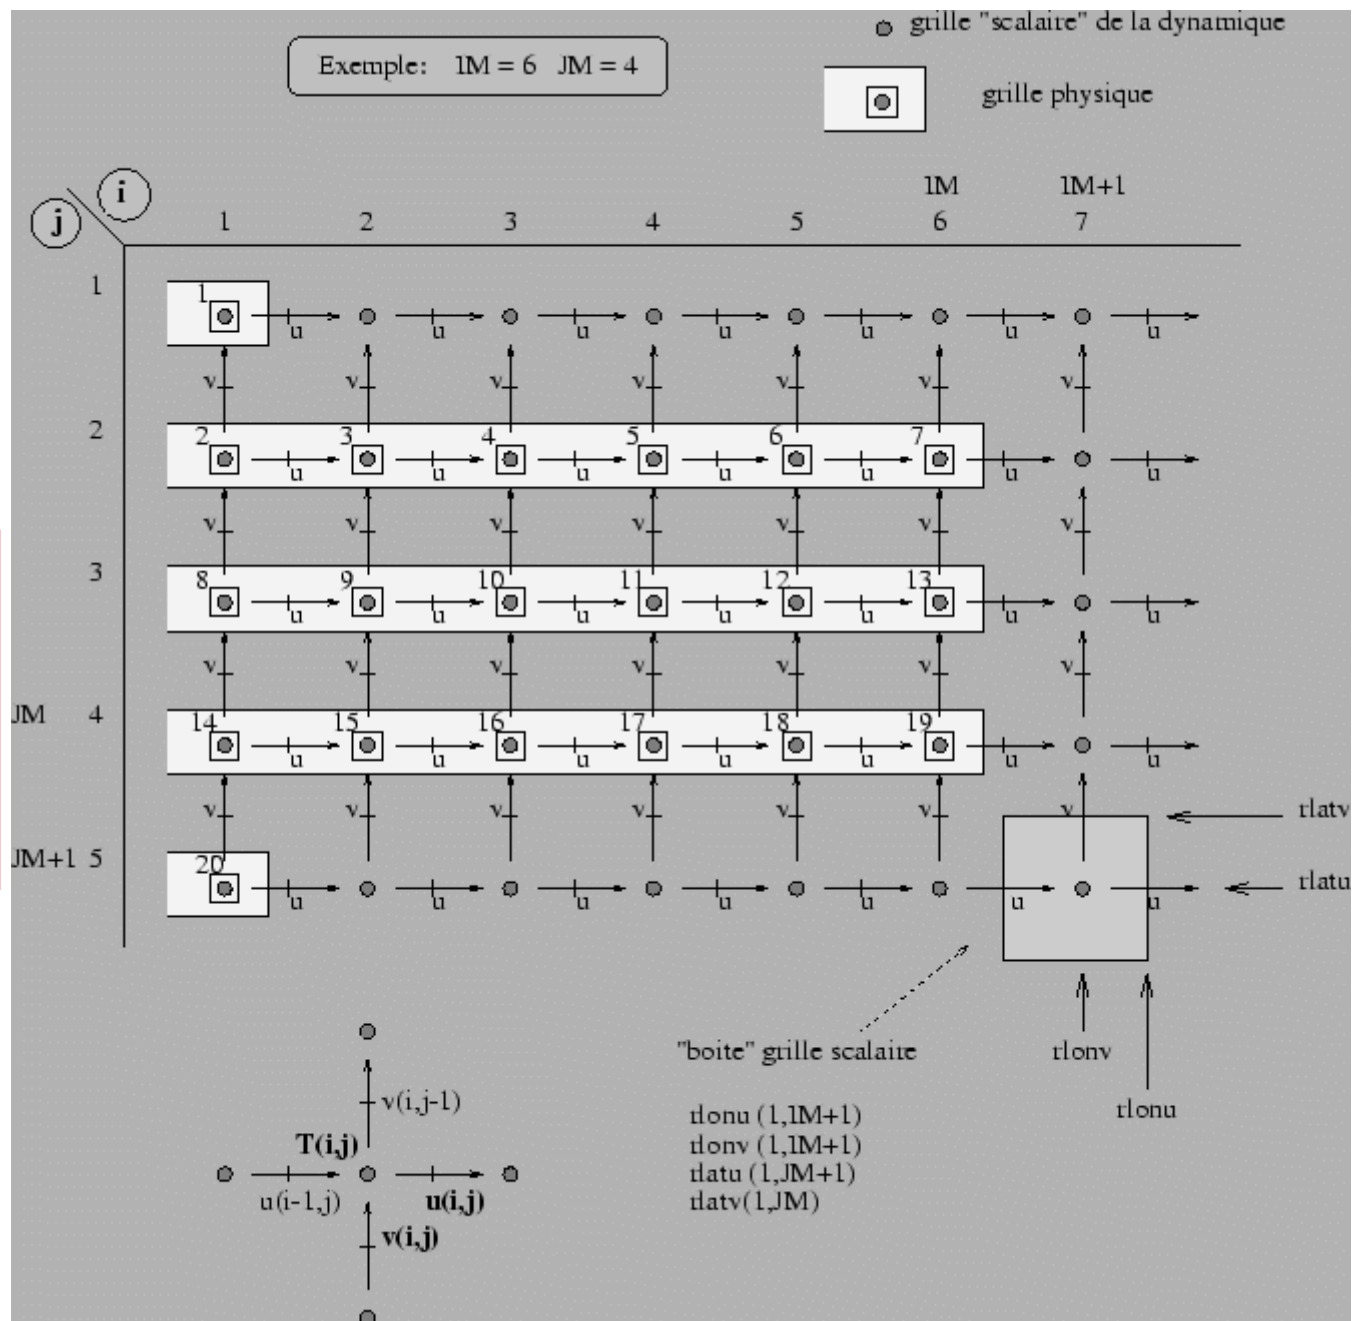 grille "scalaire" de la dynamique
Exemple: IM = 6 JM = 4
grille physique
i
IM IM+1
j
1 2 3 4 5 6 7
1
1
u u u u u u u
v v v v v v v
2
2 3 4 5 6 7
u u u u u u u
v v v v v v v
3
8 9 10 11 12 13
u u u u u u u
v v v v v v v
JM 4
14 15 16 17 18 19
u u u u u u u
v v v v v v v
rlatv
JM+1 5
20
rlatu
u u u u u u u
"boite" grille scalaire
rlonv
rlonu
v(i,j-1)
T(i,j)
u(i-1,j) u(i,j)
v(i,j)
rlonu (1,IM+1)
rlonv (1,IM+1)
rlatu (1,JM+1)
rlatv(1,JM)